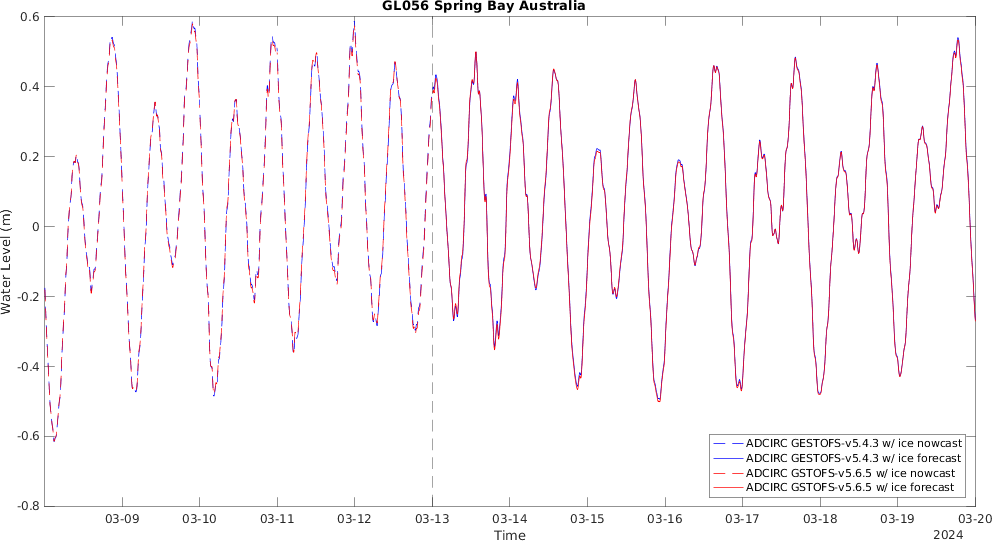 GL056 Spring Bay Australia
0.6
0.4
0.2
0
-0.2
-0.4
-0.6
-0.8
Water Level (m)
03-09 03-10 03-11 03-12 03-13 03-14 03-15 03-16 03-17 03-18 03-19 03-20
Time
2024
ADCIRC GESTOFS-v5.4.3 w/ ice nowcast
ADCIRC GESTOFS-v5.4.3 w/ ice forecast
ADCIRC GSTOFS-v5.6.5 w/ ice nowcast
ADCIRC GSTOFS-v5.6.5 w/ ice forecast